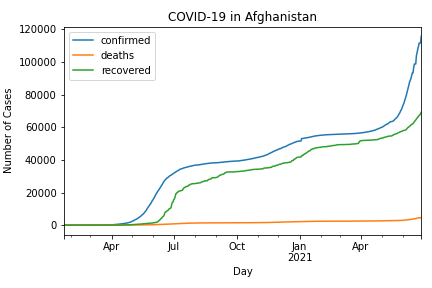 COVID-19 in Afghanistan
120000
100000
80000
60000
40000
20000
0
Number of Cases
confirmed
deaths
recovered
Apr
Jul
Oct
Jan
2021
Apr
Day